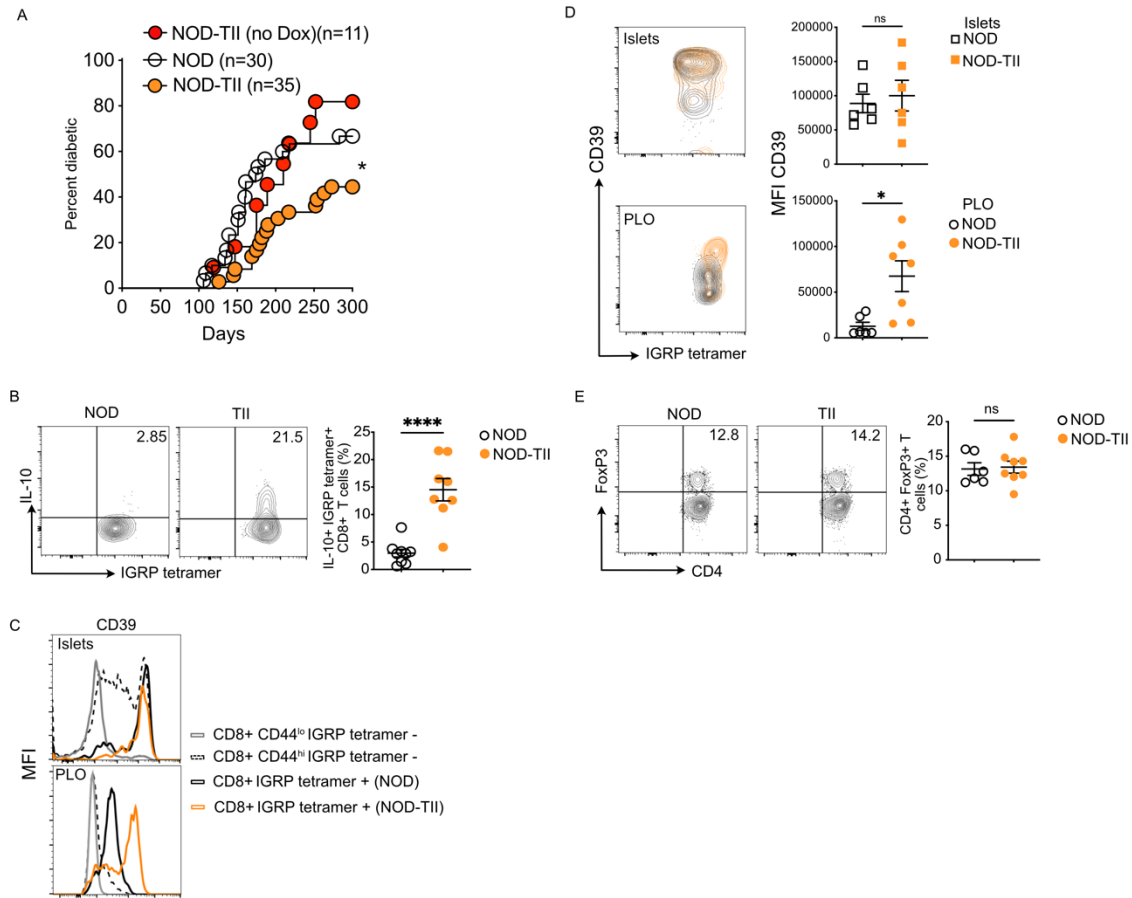 A
NOD-TII (no Dox)(n=11)
NOD (n=30)
NOD-TII (n=35)
Percent diabetic
80
60
40
20
0
*
0 50 100 150 200 250 300
Days
B
NOD
TII
2.85
21.5
IL-10
IGRP tetramer
****
NOD
NOD-TII
IL-10+ IGRP tetramer+
CD8+ T cells (%)
25
20
15
10
5
0
C
CD39
Islets
PLO
MFI
CD8+ CD44lo IGRP tetramer -
CD8+ CD44hi IGRP tetramer -
CD8+ IGRP tetramer + (NOD)
CD8+ IGRP tetramer + (NOD-TII)
D
Islets
PLO
CD39
IGRP tetramer
MFI CD39
200000
150000
100000
50000
0
ns
Islets
NOD
NOD-TII
150000
100000
50000
0
*
PLO
NOD
NOD-TII
E
NOD
TII
12.8
14.2
FoxP3
CD4
CD4+ FoxP3+ T
cells (%)
20
15
10
5
0
ns
NOD
NOD-TII